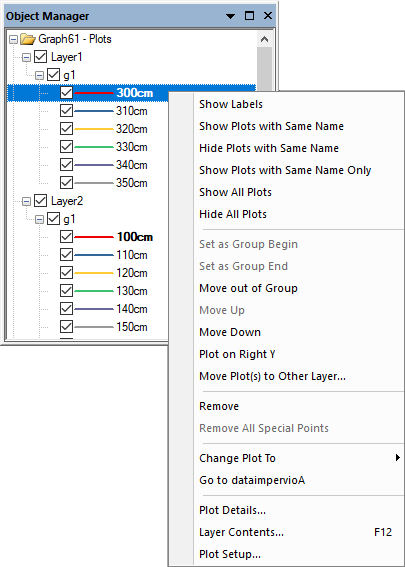 Object Manager
Graph61 - Plots
Layer1
g1
300cm
310cm
320cm
330cm
340cm
350cm
Layer2
g1
100cm
110cm
120cm
130cm
140cm
150cm
Show Labels
Show Plots with Same Name
Hide Plots with Same Name
Show Plots with Same Name Only
Show All Plots
Hide All Plots
Set as Group Begin
Set as Group End
Move out of Group
Move Up
Move Down
Plot on Right Y
Move Plot(s) to Other Layer...
Remove
Remove All Special Points
Change Plot To
Go to dataimpervioA
Plot Details...
Layer Contents... F12
Plot Setup...